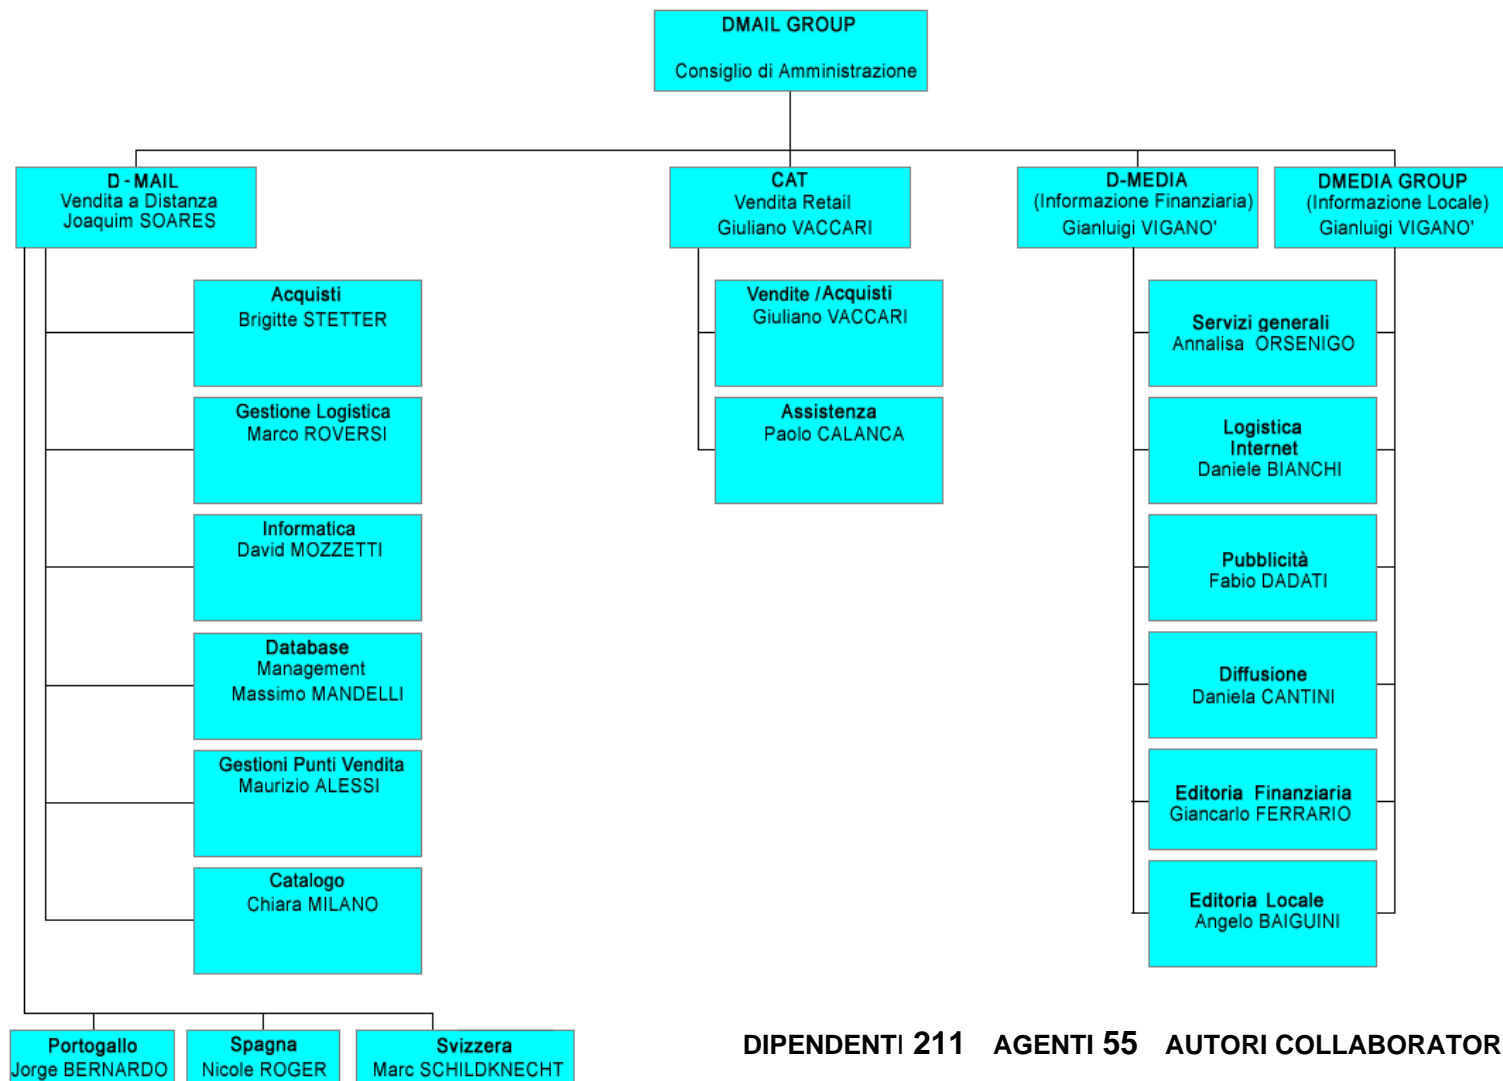 DMAIL GROUP
Consiglio di Amministrazione
D - MAIL
Vendita a Distanza
Joaquim SOARES
CAT
Vendita Retail
Giuliano VACCARI
D-MEDIA
(Informazione Finanziaria)
Gianluigi VIGANO'
DMEDIA GROUP
(Informazione Locale)
Gianluigi VIGANO'
Acquisti
Brigitte STETTER
Gestione Logistica
Marco ROVERSI
Informatica
David MOZZETTI
Database
Management
Massimo MANDELLI
Gestioni Punti Vendita
Maurizio ALESSI
Catalogo
Chiara MILANO
Vendite /Acquisti
Giuliano VACCARI
Assistenza
Paolo CALANCA
Servizi generali
Annalisa ORSENIGO
Logistica
Internet
Daniele BIANCHI
Pubblicità
Fabio DADATI
Diffusione
Daniela CANTINI
Editoria Finanziaria
Giancarlo FERRARIO
Editoria Locale
Angelo BAIGUINI
Portogallo
Jorge BERNARDO
Spagna
Nicole ROGER
Svizzera
Marc SCHILDKNECHT
DIPENDENTI 211 AGENTI 55 AUTORI COLLABORATOR